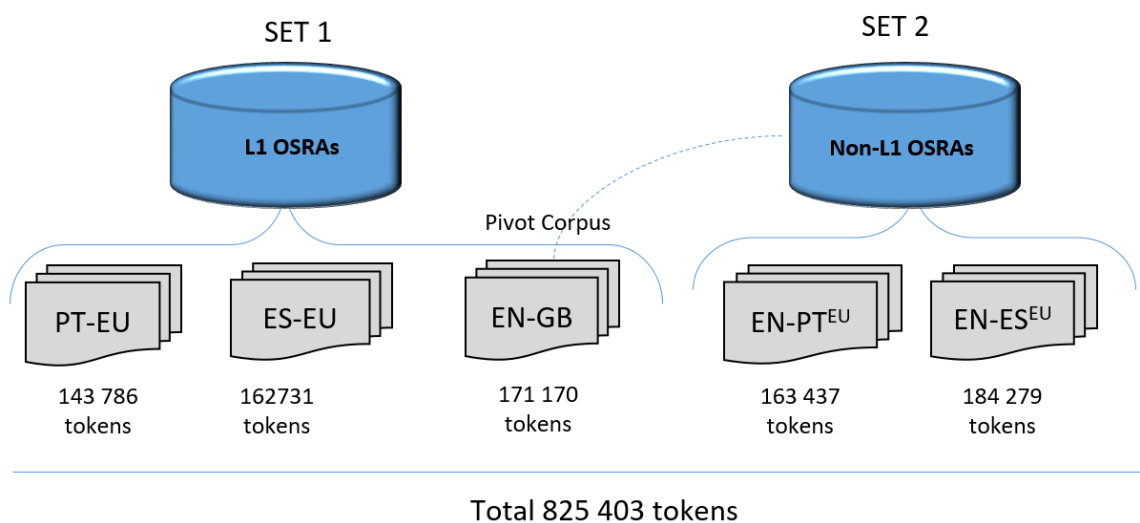 SET 1
SET 2
L1 OSRAs
Non-L1 OSRAs
Pivot Corpus
PT-EU
ES-EU
EN-GB
EN-PTᴱᵁ
EN-ESᴱᵁ
143 786
tokens
162731
tokens
171 170
tokens
163 437
tokens
184 279
tokens
Total 825 403 tokens